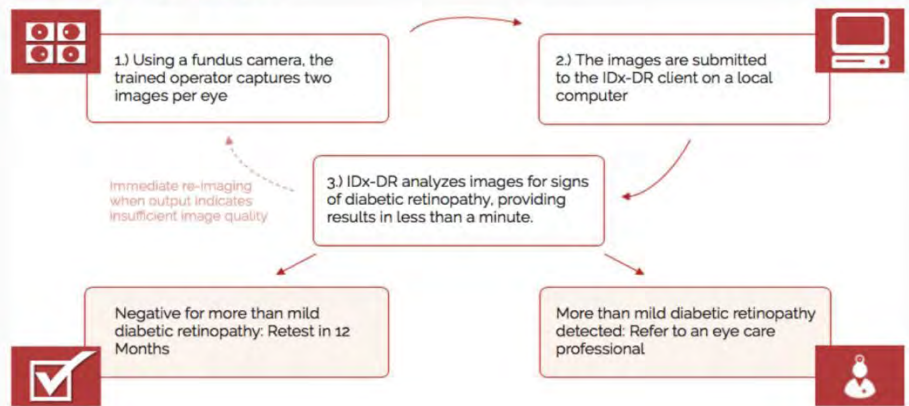 1.) Using a fundus camera, the
trained operator captures two
images per eye
2.) The images are submitted
to the IDx-DR client on a local
computer
Immediate re-imaging
when output indicates
insufficient image quality
3.) IDx-DR analyzes images for signs
of diabetic retinopathy, providing
results in less than a minute.
Negative for more than mild
diabetic retinopathy: Retest in 12
Months
More than mild diabetic retinopathy
detected: Refer to an eye care
professional